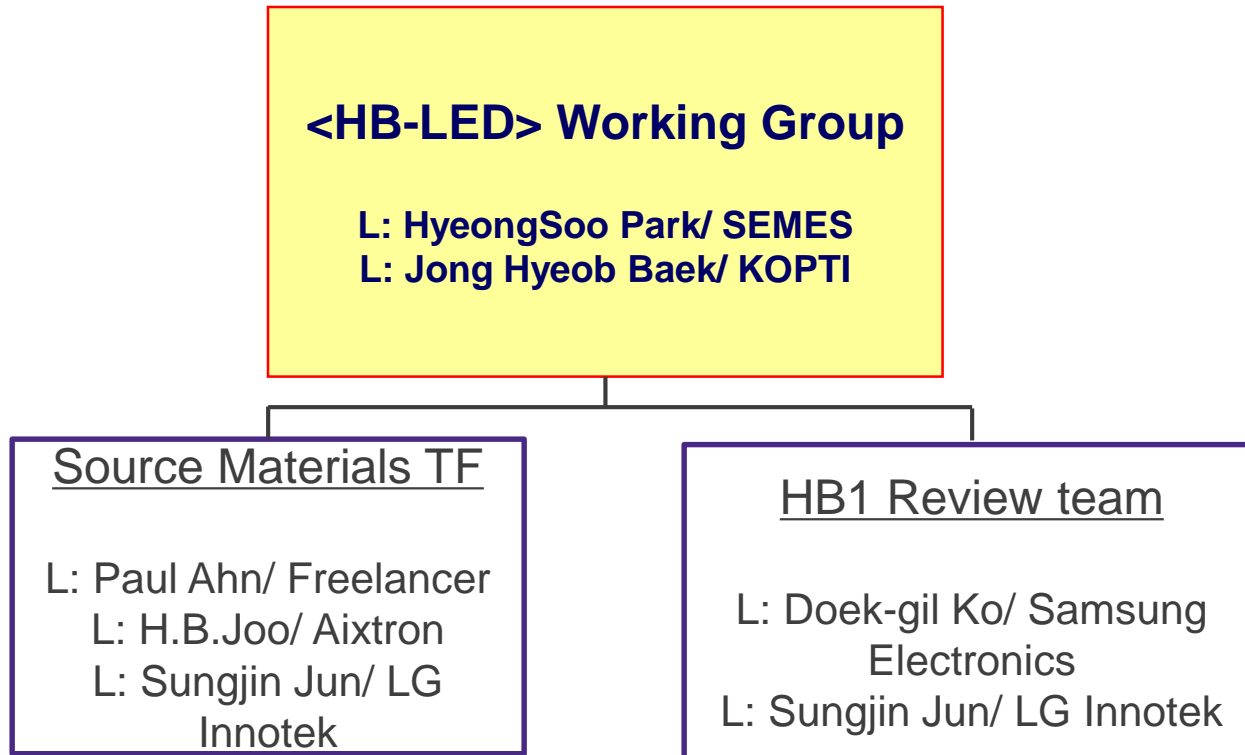 <HB-LED> Working Group
L: HyeongSoo Park/ SEMES
L: Jong Hyeob Baek/ KOPTI
Source Materials TF
L: Paul Ahn/ Freelancer
L: H.B.Joo/ Aixtron
L: Sungjin Jun/ LG
Innotek
HB1 Review team
L: Doek-gil Ko/ Samsung
Electronics
L: Sungjin Jun/ LG Innotek